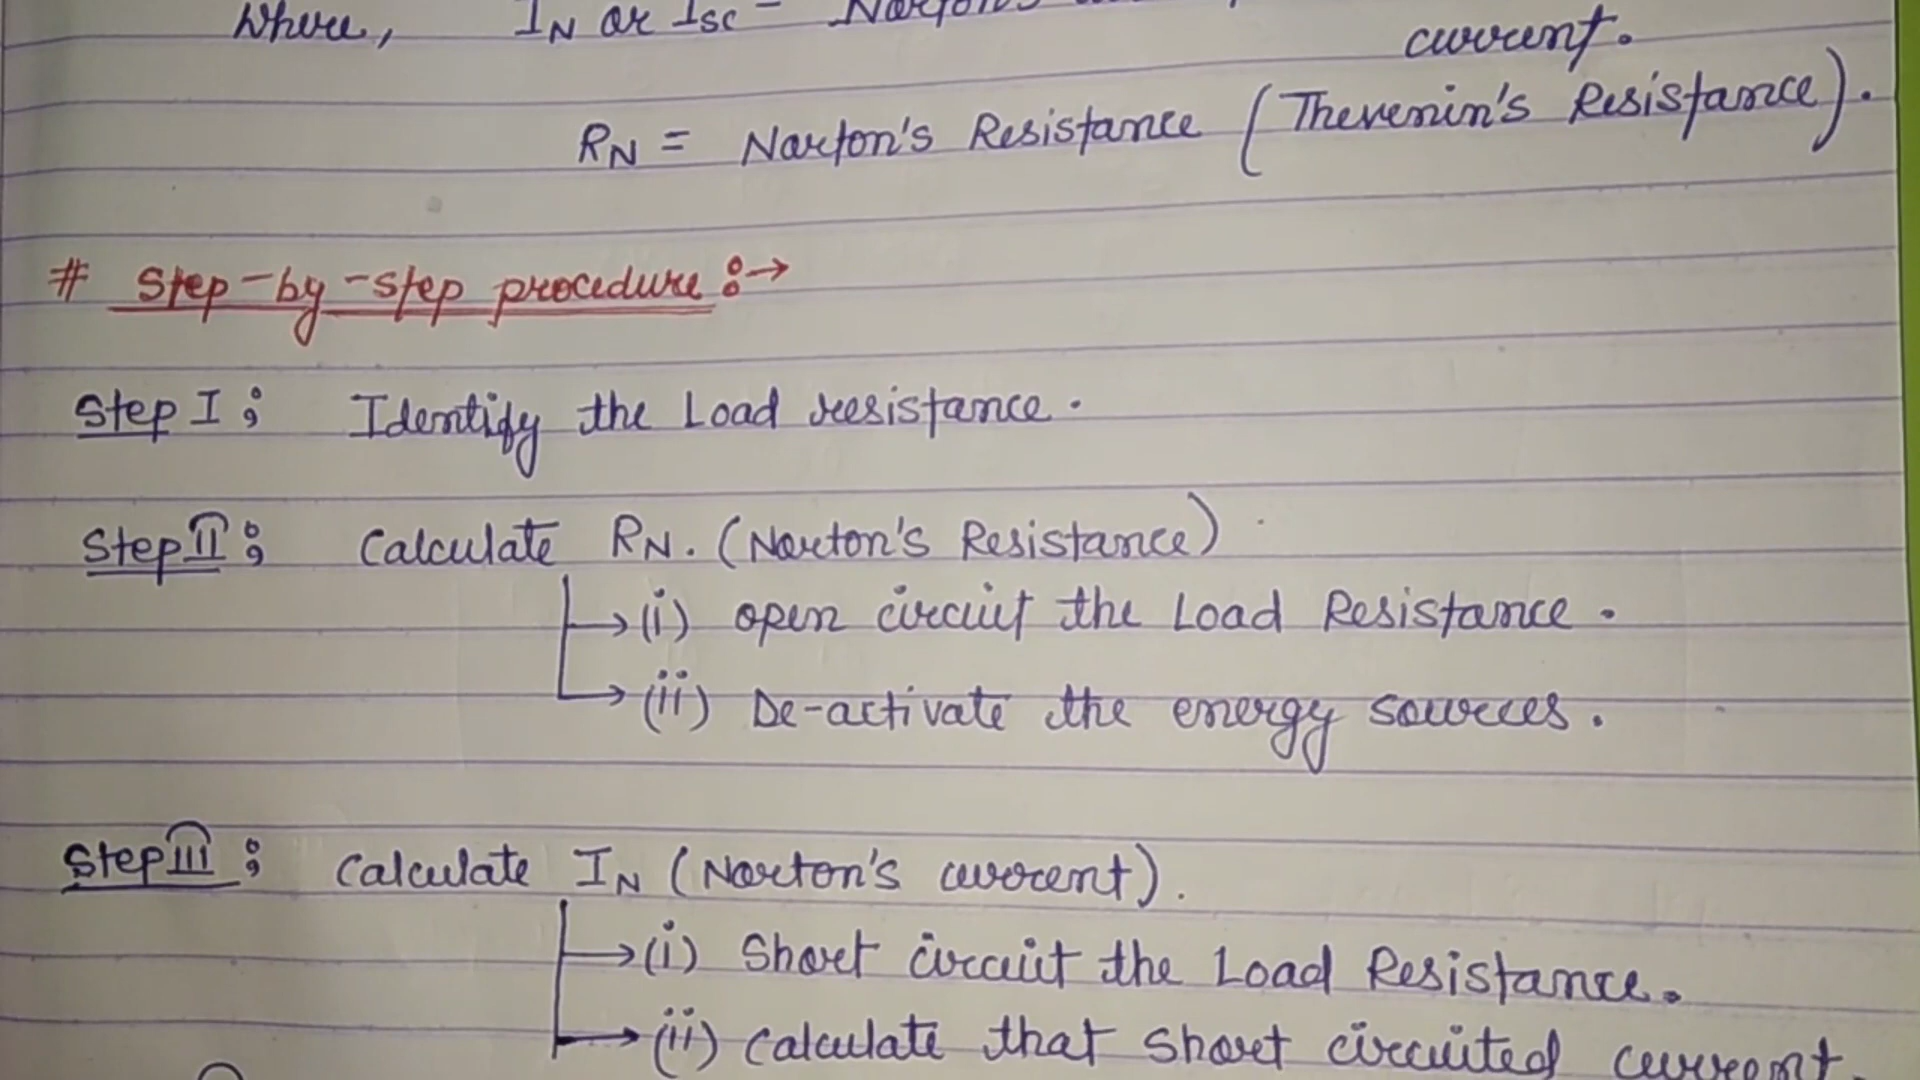 where, IN or Isc = Norton's
current.
RN = Norton's Resistance (Thevenin's Resistance).
# Step-by-step procedure :→
Step I : Identify the Load resistance.
Step II : Calculate RN. (Norton's Resistance)
→(i) open circuit the Load Resistance.
→(ii) De-activate the energy sources.
Step III : Calculate IN (Norton's current).
→(i) Short circuit the Load Resistance.
→(ii) Calculate that short circuited current.